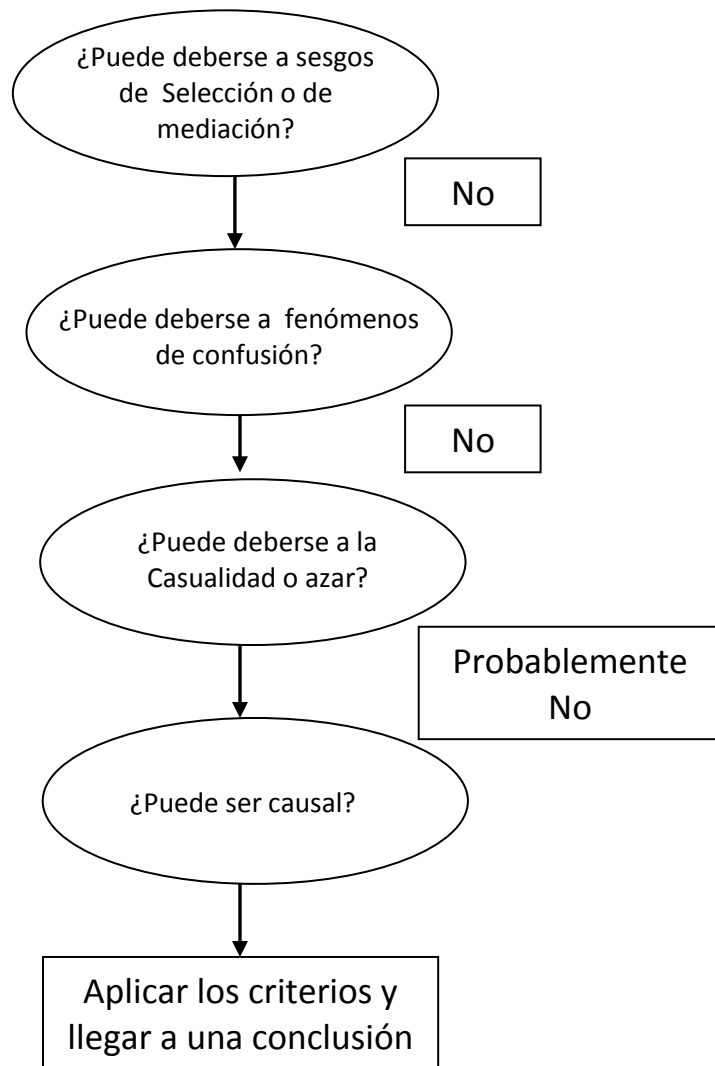 ¿Puede deberse a sesgos
de Selección o de
mediación?
No
¿Puede deberse a fenómenos
de confusión?
No
¿Puede deberse a la
Casualidad o azar?
Probablemente
No
¿Puede ser causal?
Aplicar los criterios y
llegar a una conclusión